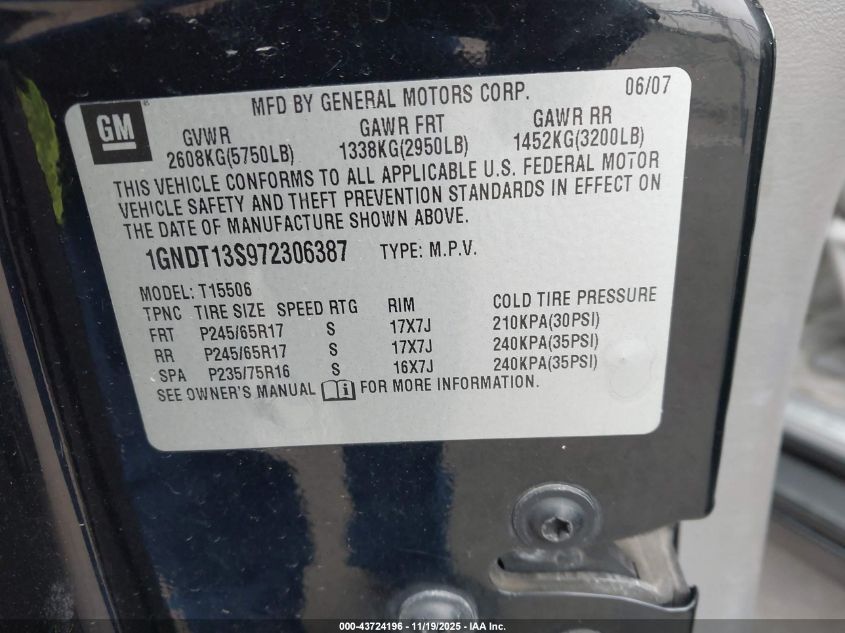 GM
MFD BY GENERAL MOTORS CORP. 06/07
GVWR GAWR FRT GAWR RR
2608KG(5750LB) 1338KG(2950LB) 1452KG(3200LB)
THIS VEHICLE CONFORMS TO ALL APPLICABLE U.S. FEDERAL MOTOR
VEHICLE SAFETY AND THEFT PREVENTION STANDARDS IN EFFECT ON
THE DATE OF MANUFACTURE SHOWN ABOVE.
1GNDT13S972306387 TYPE: M.P.V.
MODEL: T15506
TPNC TIRE SIZE SPEED RTG RIM COLD TIRE PRESSURE
FRT P245/65R17 S 17X7J 210KPA(30PSI)
RR P245/65R17 S 17X7J 240KPA(35PSI)
SPA P235/75R16 S 16X7J 240KPA(35PSI)
SEE OWNER'S MANUAL FOR MORE INFORMATION.
000-43724196 - 11/19/2025 - IAA Inc.